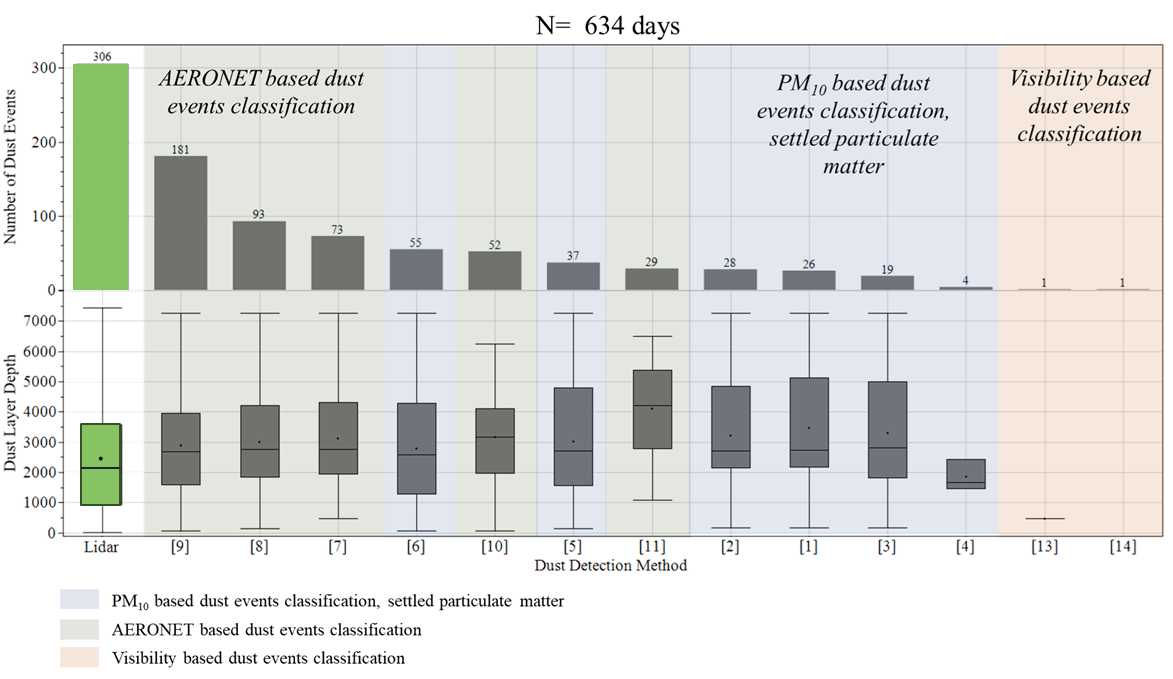 N= 634 days
306
300
200
100
0
Number of Dust Events
AERONET based dust
events classification
PM10 based dust
events classification,
settled particulate
matter
Visibility based
dust events
classification
181
93
73
55
52
37
29
28
26
19
4
1
1
7000
6000
5000
4000
3000
2000
1000
0
Dust Layer Depth
Lidar [9] [8] [7] [6] [10] [5] [11] [2] [1] [3] [4] [13] [14]
Dust Detection Method
PM10 based dust events classification, settled particulate matter
AERONET based dust events classification
Visibility based dust events classification